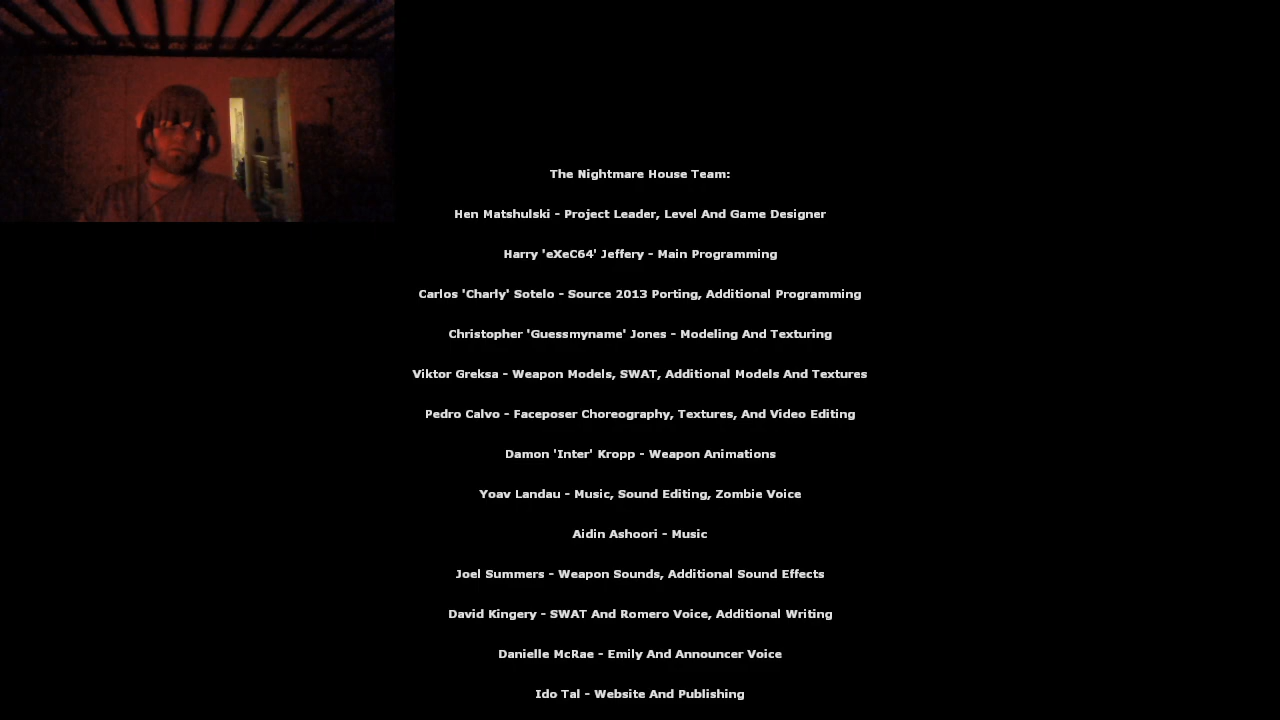 The Nightmare House Team:
Hen Matshulski - Project Leader, Level And Game Designer
Harry 'eXeC64' Jeffery - Main Programming
Carlos 'Charly' Sotelo - Source 2013 Porting, Additional Programming
Christopher 'Guessmyname' Jones - Modeling And Texturing
Viktor Greksa - Weapon Models, SWAT, Additional Models And Textures
Pedro Calvo - Faceposer Choreography, Textures, And Video Editing
Damon 'Inter' Kropp - Weapon Animations
Yoav Landau - Music, Sound Editing, Zombie Voice
Aidin Ashoori - Music
Joel Summers - Weapon Sounds, Additional Sound Effects
David Kingery - SWAT And Romero Voice, Additional Writing
Danielle McRae - Emily And Announcer Voice
Ido Tal - Website And Publishing